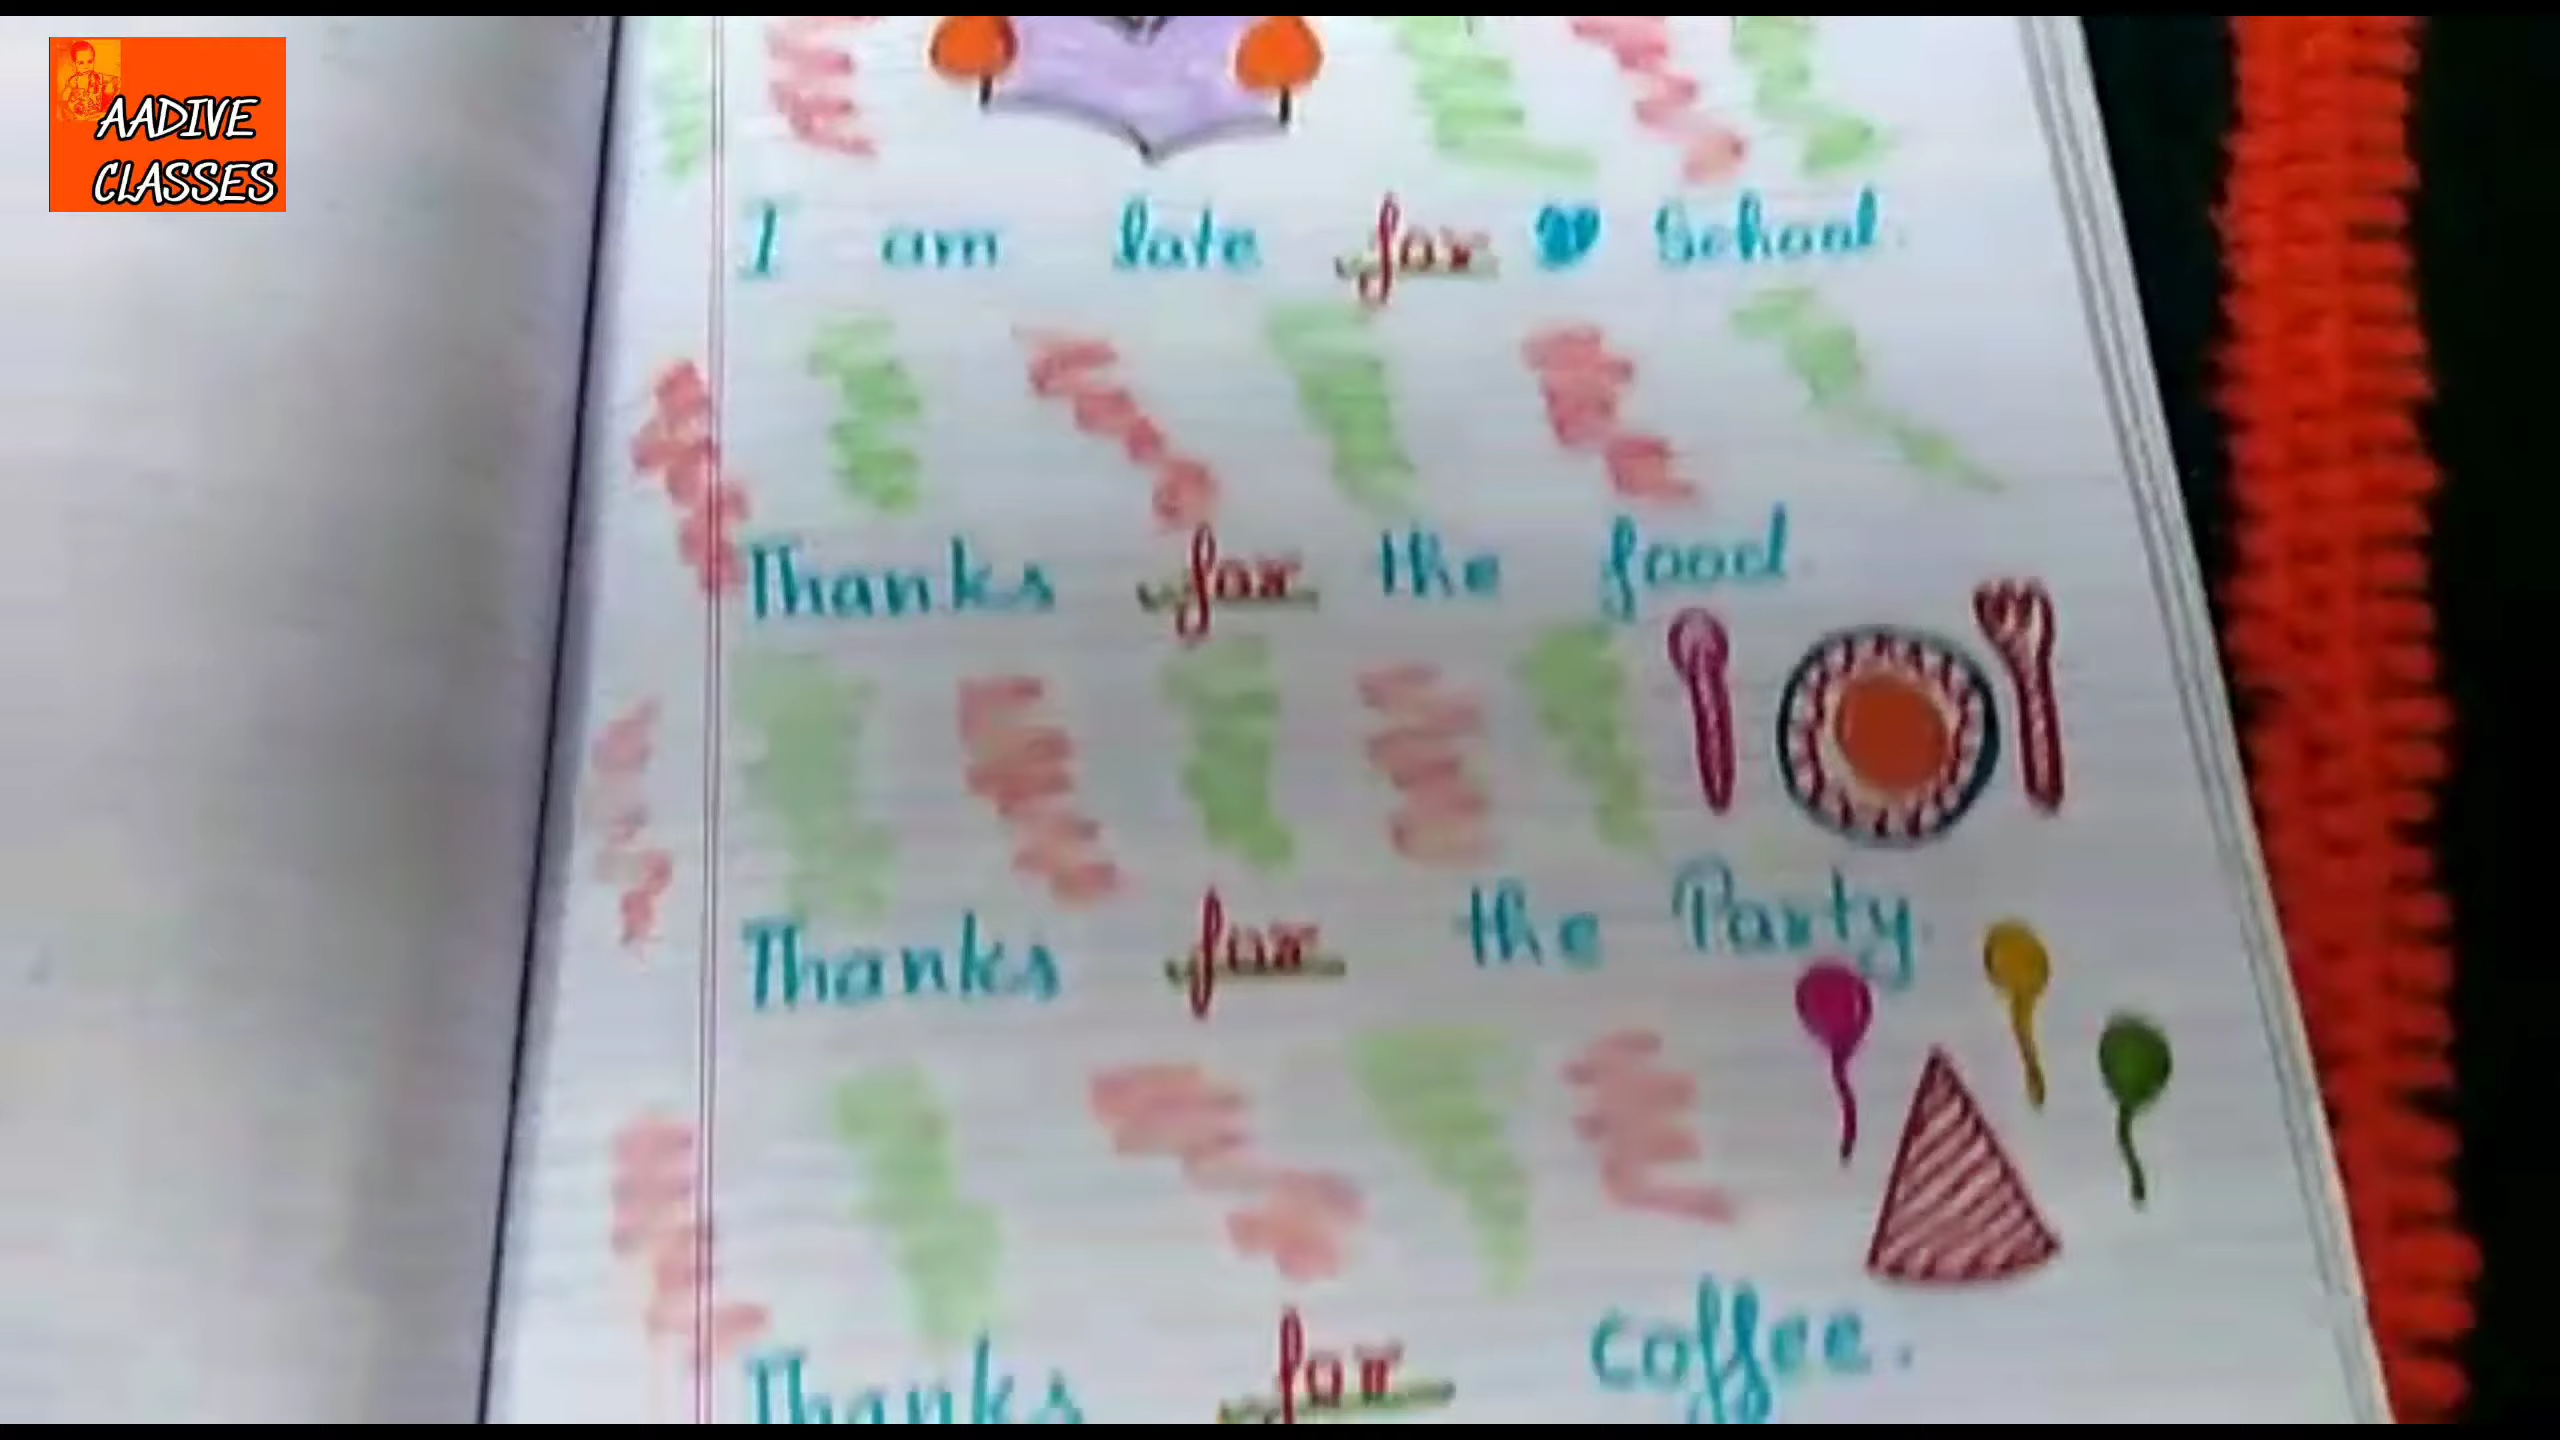 AADIVE
CLASSES
I am late for School.
Thanks for the food.
Thanks for the Party.
Thanks for coffee.